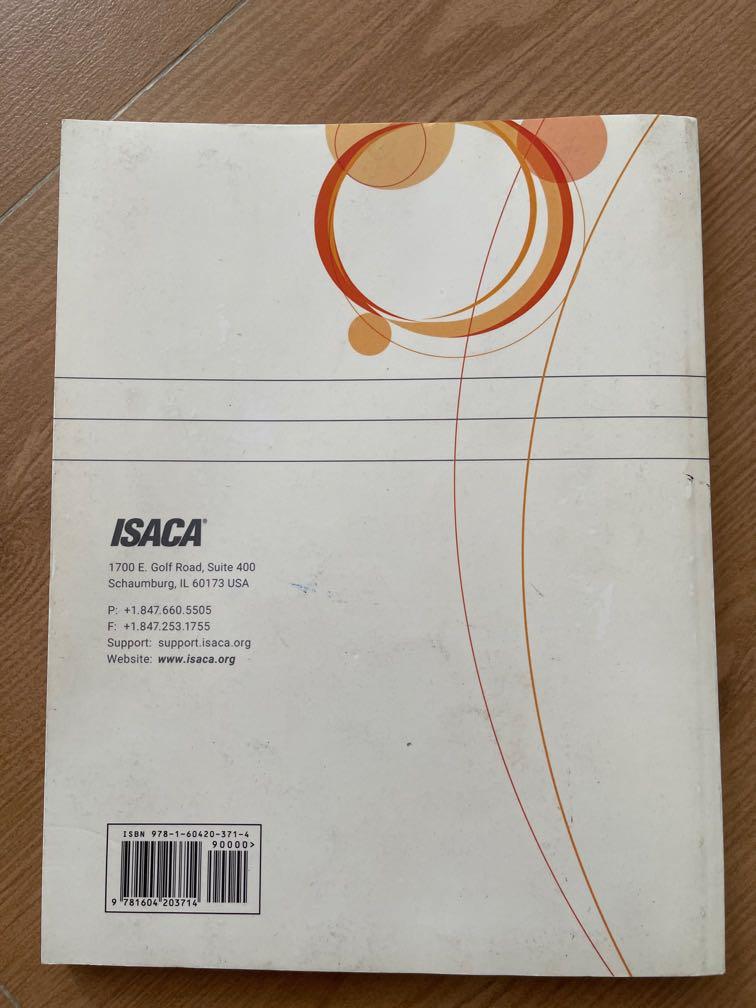 ISACA®
1700 E. Golf Road, Suite 400
Schaumburg, IL 60173 USA
P: +1.847.660.5505
F: +1.847.253.1755
Support: support.isaca.org
Website: www.isaca.org
ISBN 978-1-60420-371-4
90000>
9 781604 203714